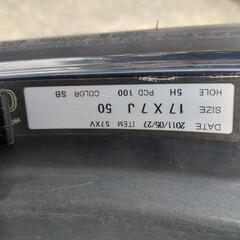 DATE 2011/05/27 ITEM 57XV
SIZE 17 X 7 J 50
HOLE 5H PCD 100 COLOR SB